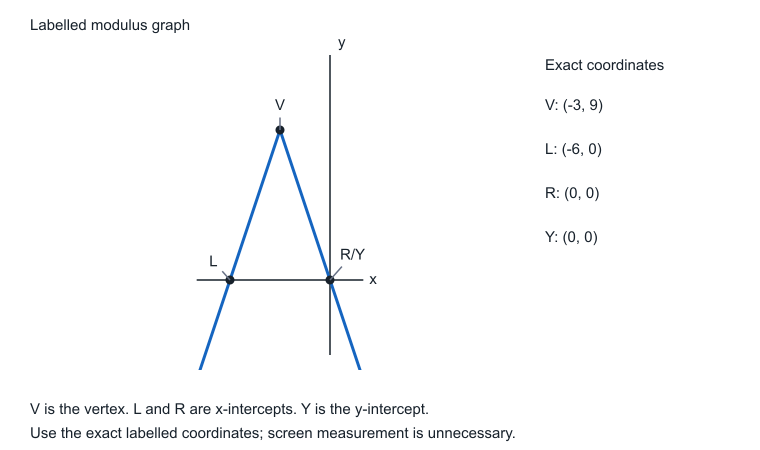 Labelled modulus graph
y
Exact coordinates
V
V: (-3, 9)
L: (-6, 0)
R: (0, 0)
Y: (0, 0)
L
R/Y
x
V is the vertex. L and R are x-intercepts. Y is the y-intercept.
Use the exact labelled coordinates; screen measurement is unnecessary.